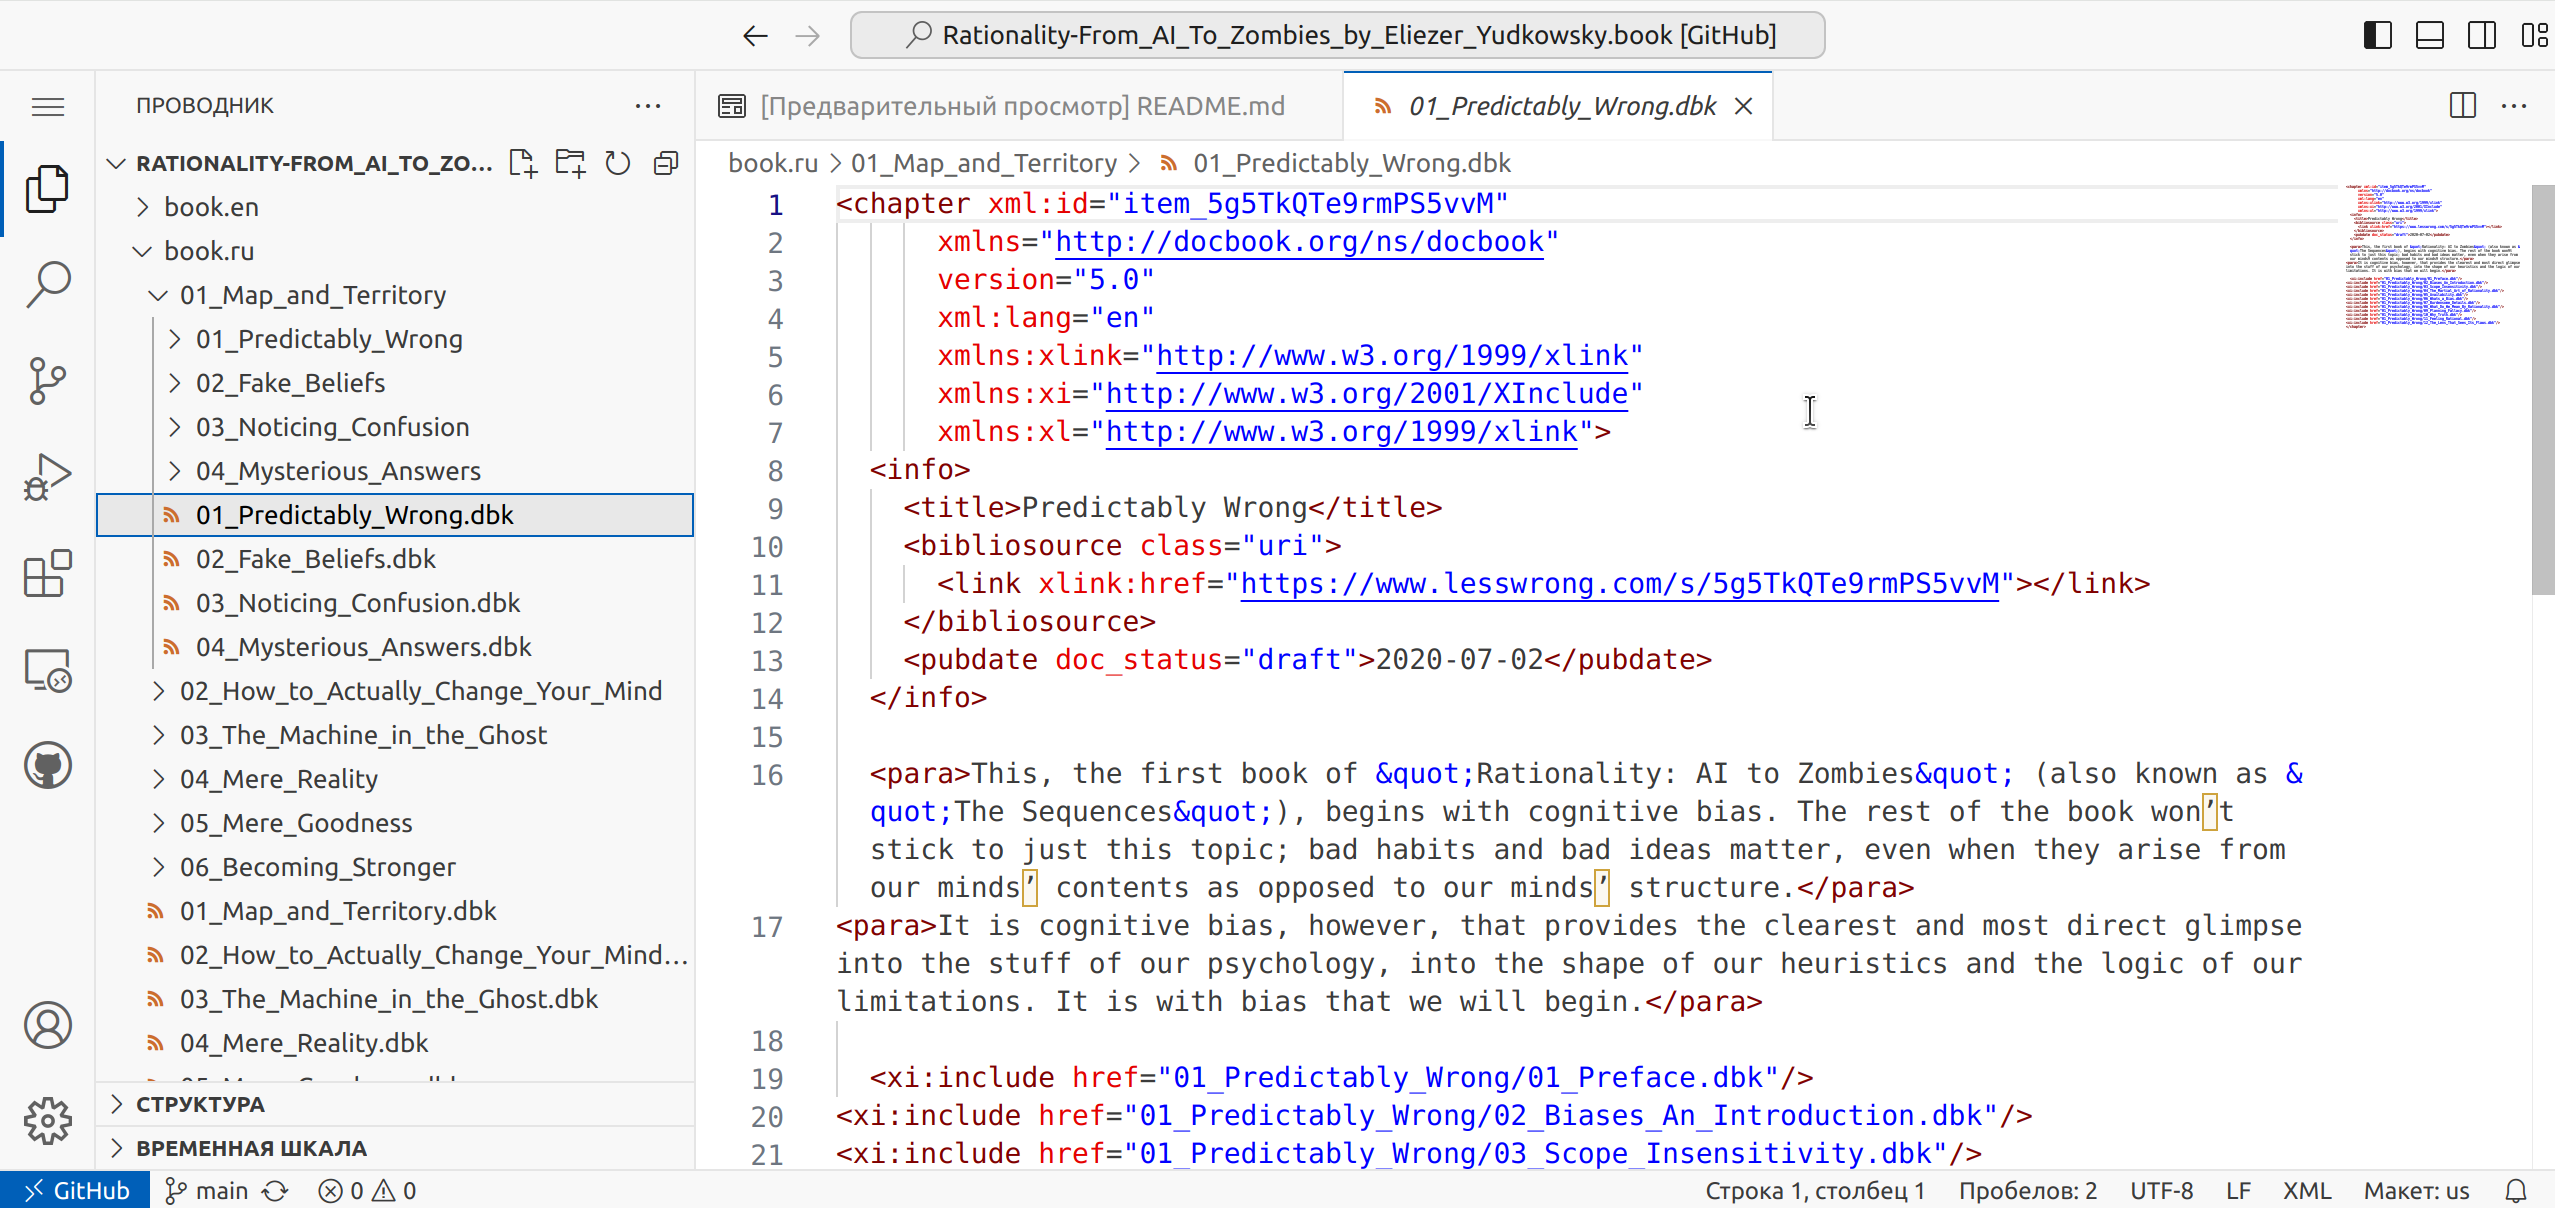 Rationality-From_AI_To_Zombies_by_Eliezer_Yudkowsky.book [GitHub]
ПРОВОДНИК
RATIONALITY-FROM_AI_TO_ZO...
book.en
book.ru
01_Map_and_Territory
01_Predictably_Wrong
02_Fake_Beliefs
03_Noticing_Confusion
04_Mysterious_Answers
01_Predictably_Wrong.dbk
02_Fake_Beliefs.dbk
03_Noticing_Confusion.dbk
04_Mysterious_Answers.dbk
02_How_to_Actually_Change_Your_Mind
03_The_Machine_in_the_Ghost
04_Mere_Reality
05_Mere_Goodness
06_Becoming_Stronger
01_Map_and_Territory.dbk
02_How_to_Actually_Change_Your_Mind...
03_The_Machine_in_the_Ghost.dbk
04_Mere_Reality.dbk
СТРУКТУРА
ВРЕМЕННАЯ ШКАЛА
[Предварительный просмотр] README.md
01_Predictably_Wrong.dbk
book.ru > 01_Map_and_Territory > 01_Predictably_Wrong.dbk
1 <chapter xml:id="item_5g5TkQTe9rmPS5vvM"
2 xmlns="http://docbook.org/ns/docbook"
3 version="5.0"
4 xml:lang="en"
5 xmlns:xlink="http://www.w3.org/1999/xlink"
6 xmlns:xi="http://www.w3.org/2001/XInclude"
7 xmlns:xl="http://www.w3.org/1999/xlink">
8 <info>
9 <title>Predictably Wrong</title>
10 <bibliosource class="uri">
11 <link xlink:href="https://www.lesswrong.com/s/5g5TkQTe9rmPS5vvM"></link>
12 </bibliosource>
13 <pubdate doc_status="draft">2020-07-02</pubdate>
14 </info>
15
16 <para>This, the first book of &quot;Rationality: AI to Zombies&quot; (also known as &
quot;The Sequences&quot;), begins with cognitive bias. The rest of the book won’t
stick to just this topic; bad habits and bad ideas matter, even when they arise from
our minds’ contents as opposed to our minds’ structure.</para>
17 <para>It is cognitive bias, however, that provides the clearest and most direct glimpse
into the stuff of our psychology, into the shape of our heuristics and the logic of our
limitations. It is with bias that we will begin.</para>
18
19 <xi:include href="01_Predictably_Wrong/01_Preface.dbk"/>
20 <xi:include href="01_Predictably_Wrong/02_Biases_An_Introduction.dbk"/>
21 <xi:include href="01_Predictably_Wrong/03_Scope_Insensitivity.dbk"/>
GitHub main 0 0 Строка 1, столбец 1 Пробелов: 2 UTF-8 LF XML Макет: us